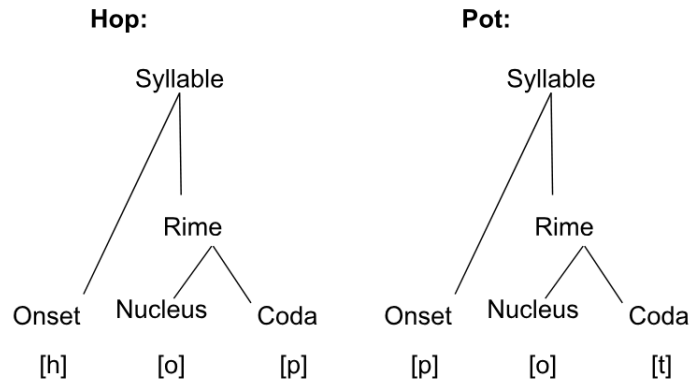 Hop:
Syllable
Rime
Onset Nucleus Coda
[h] [o] [p]
Pot:
Syllable
Rime
Onset Nucleus Coda
[p] [o] [t]